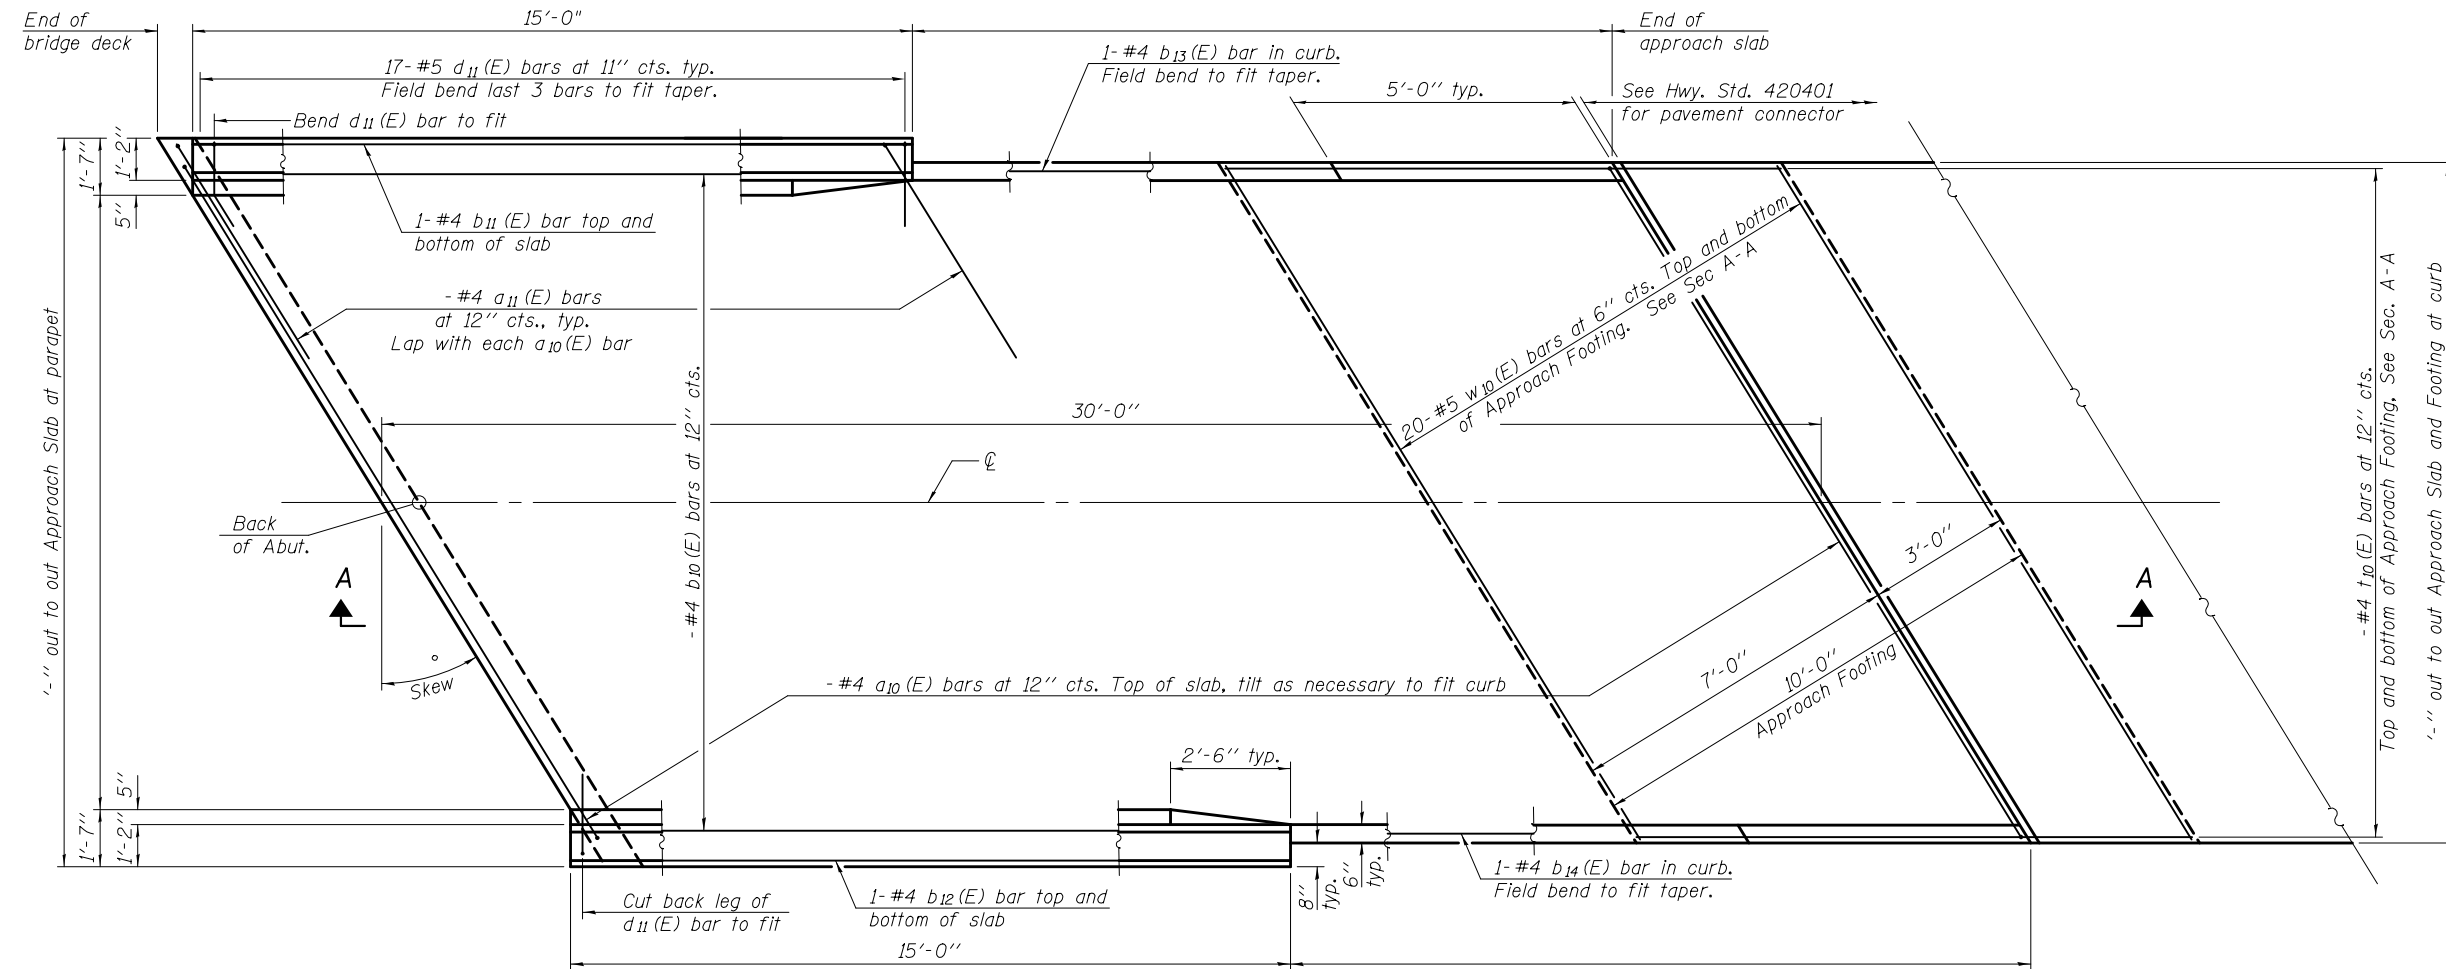 End of
bridge deck
15'-0"
End of
approach slab
17- #5 d11(E) bars at 11'' cts. typ.
Field bend last 3 bars to fit taper.
1- #4 b13(E) bar in curb.
Field bend to fit taper.
5'-0'' typ.
See Hwy. Std. 420401
for pavement connector
Bend d11(E) bar to fit
1'-7''
1'-2''
5''
1- #4 b11(E) bar top and
bottom of slab
- #4 a11(E) bars
at 12'' cts., typ.
Lap with each a10(E) bar
20- #5 w10(E) bars at 6'' cts. Top and bottom
of Approach Footing. See Sec A-A
30'-0''
℄
Back
of Abut.
A
A
'-'' out to out Approach Slab at parapet
- #4 b10(E) bars at 12'' cts.
- #4 t10(E) bars at 12'' cts.
Top and bottom of Approach Footing, See Sec. A-A
'-'' out to out Approach Slab and Footing at curb
°
Skew
3'-0''
7'-0''
10'-0''
Approach Footing
- #4 a10(E) bars at 12'' cts. Top of slab, tilt as necessary to fit curb
2'-6'' typ.
5''
1'-7''
1'-2''
6''
typ.
8''
typ.
1- #4 b14(E) bar in curb.
Field bend to fit taper.
Cut back leg of
d11(E) bar to fit
1- #4 b12(E) bar top and
bottom of slab
15'-0''